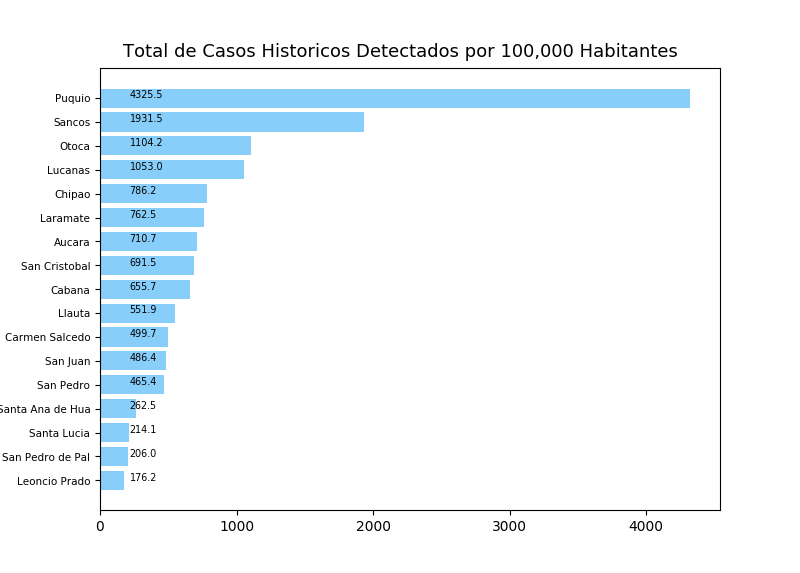 Total de Casos Historicos Detectados por 100,000 Habitantes
Puquio 4325.5
Sancos 1931.5
Otoca 1104.2
Lucanas 1053.0
Chipao 786.2
Laramate 762.5
Aucara 710.7
San Cristobal 691.5
Cabana 655.7
Llauta 551.9
Carmen Salcedo 499.7
San Juan 486.4
San Pedro 465.4
Santa Ana de Hua 262.5
Santa Lucia 214.1
San Pedro de Pal 206.0
Leoncio Prado 176.2
0 1000 2000 3000 4000